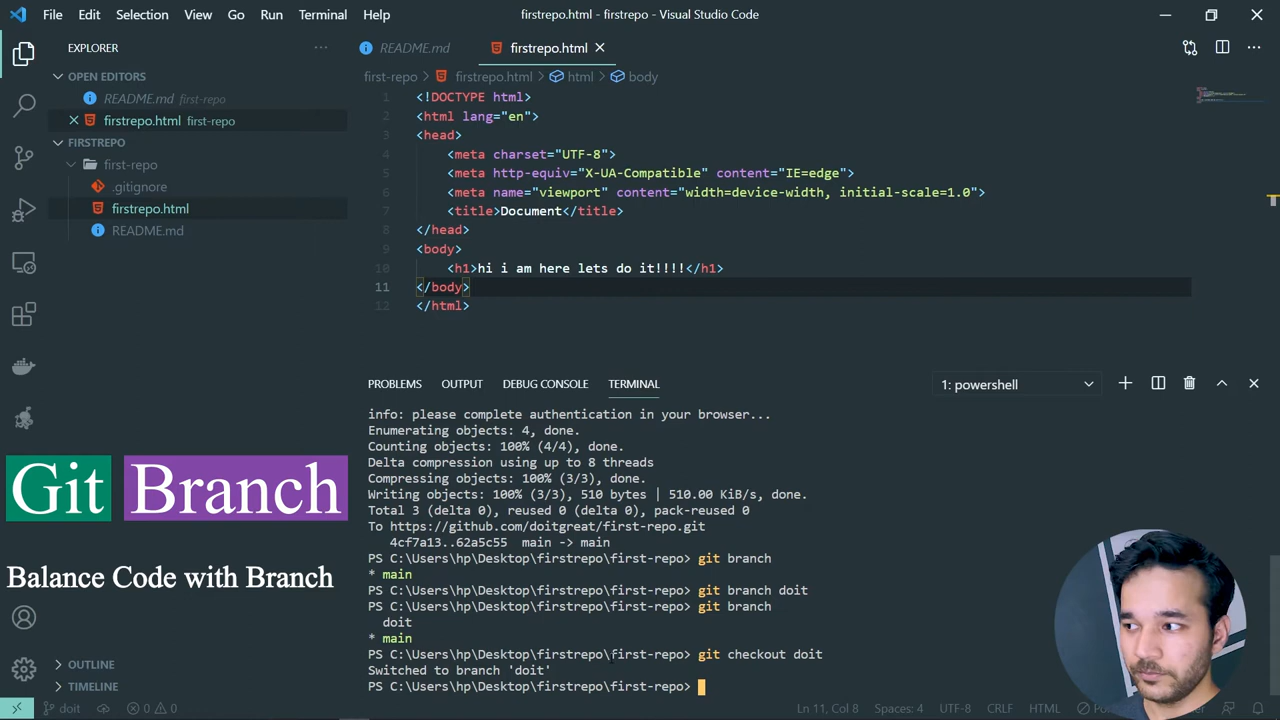 File Edit Selection View Go Run Terminal Help
firstrepo.html - firstrepo - Visual Studio Code
EXPLORER
README.md
firstrepo.html
OPEN EDITORS
first-repo > firstrepo.html > html > body
README.md first-repo
firstrepo.html first-repo
FIRSTREPO
first-repo
.gitignore
firstrepo.html
README.md
1 <!DOCTYPE html>
2 <html lang="en">
3 <head>
4 <meta charset="UTF-8">
5 <meta http-equiv="X-UA-Compatible" content="IE=edge">
6 <meta name="viewport" content="width=device-width, initial-scale=1.0">
7 <title>Document</title>
8 </head>
9 <body>
10 <h1>hi i am here lets do it!!!!</h1>
11 </body>
12 </html>
PROBLEMS OUTPUT DEBUG CONSOLE TERMINAL
1: powershell
info: please complete authentication in your browser...
Enumerating objects: 4, done.
Counting objects: 100% (4/4), done.
Delta compression using up to 8 threads
Compressing objects: 100% (3/3), done.
Writing objects: 100% (3/3), 510 bytes | 510.00 KiB/s, done.
Total 3 (delta 0), reused 0 (delta 0), pack-reused 0
To https://github.com/doitgreat/first-repo.git
4cf7a13..62a5c55 main -> main
PS C:\Users\hp\Desktop\firstrepo\first-repo> git branch
* main
PS C:\Users\hp\Desktop\firstrepo\first-repo> git branch doit
PS C:\Users\hp\Desktop\firstrepo\first-repo> git branch
doit
* main
PS C:\Users\hp\Desktop\firstrepo\first-repo> git checkout doit
Switched to branch 'doit'
PS C:\Users\hp\Desktop\firstrepo\first-repo>
Git Branch
Balance Code with Branch
OUTLINE
TIMELINE
doit 0 0
Ln 11, Col 8 Spaces: 4 UTF-8 CRLF HTML